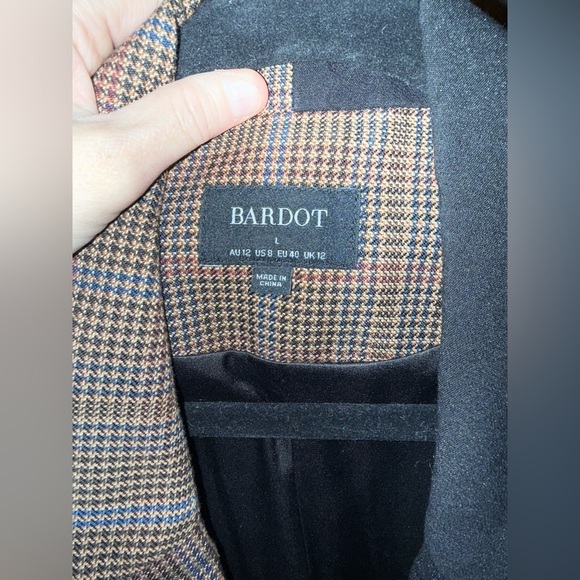 BARDOT
L
AU 12 US 8 EU 40 UK 12
MADE IN
CHINA